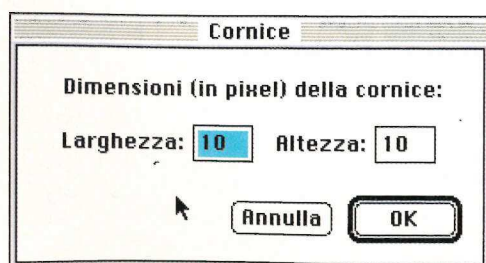 Cornice
Dimensioni (in pixel) della cornice:
Larghezza: 10 Altezza: 10
Annulla OK